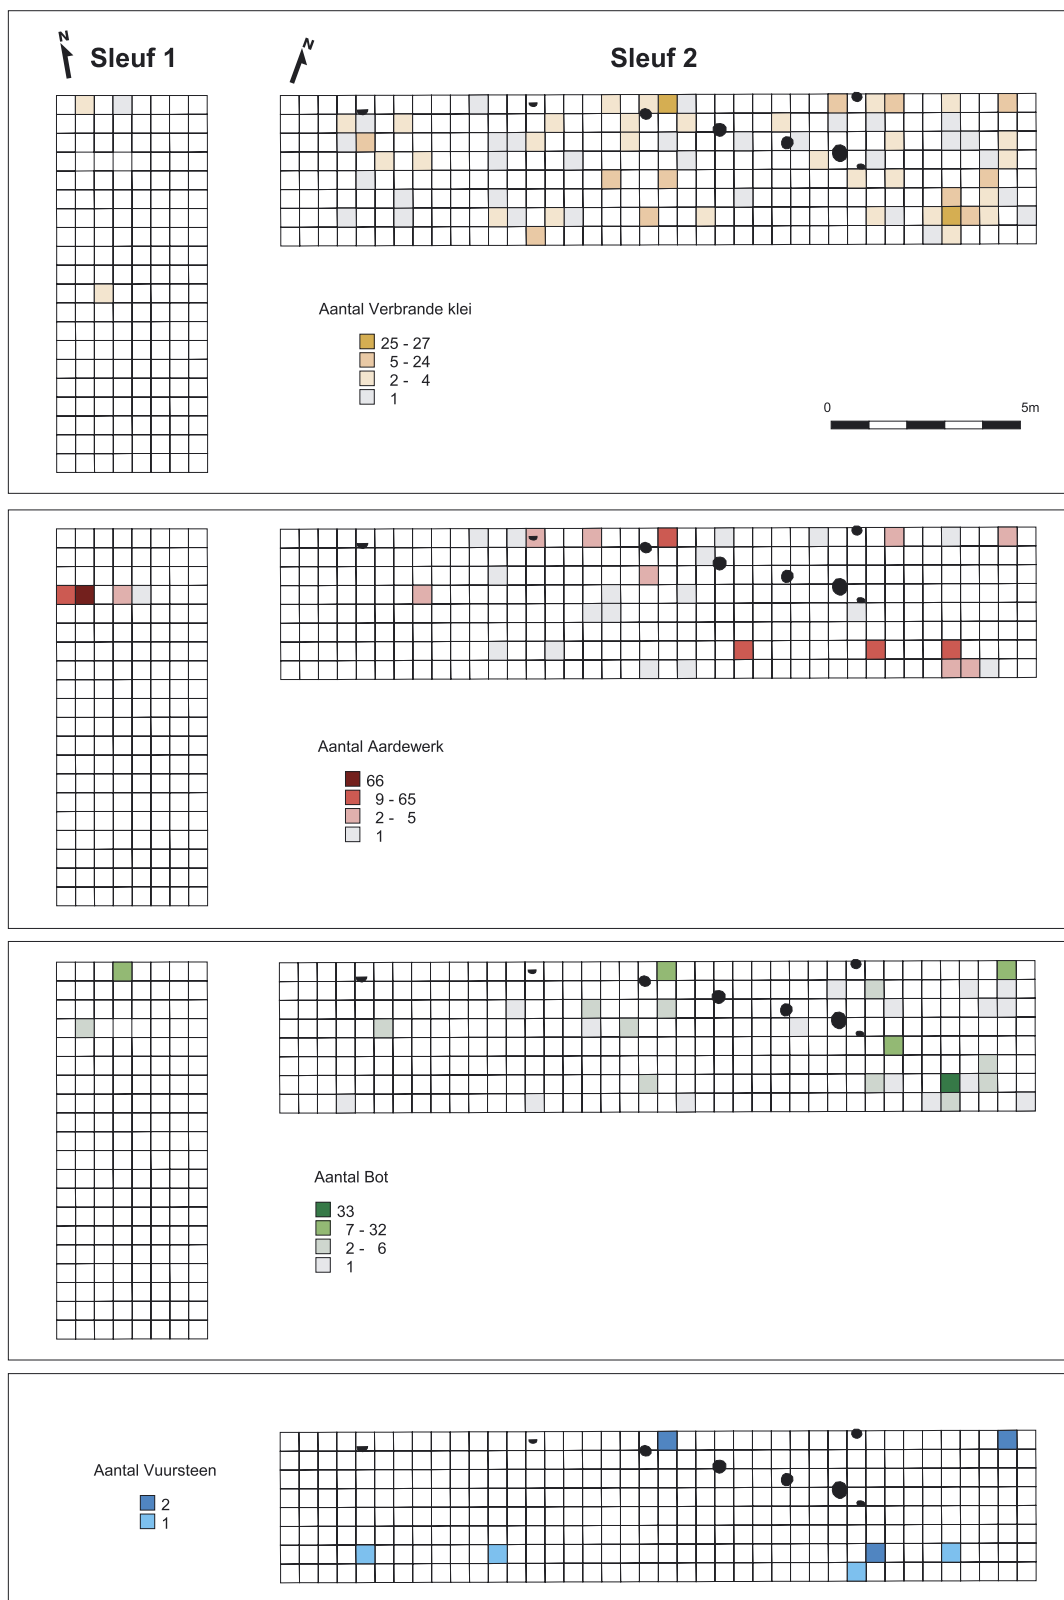 N
N
Sleuf 1
Sleuf 2
Aantal Verbrande klei
25 - 27
5 - 24
2 - 4
1
0 5m
Aantal Aardewerk
66
9 - 65
2 - 5
1
Aantal Bot
33
7 - 32
2 - 6
1
Aantal Vuursteen
2
1